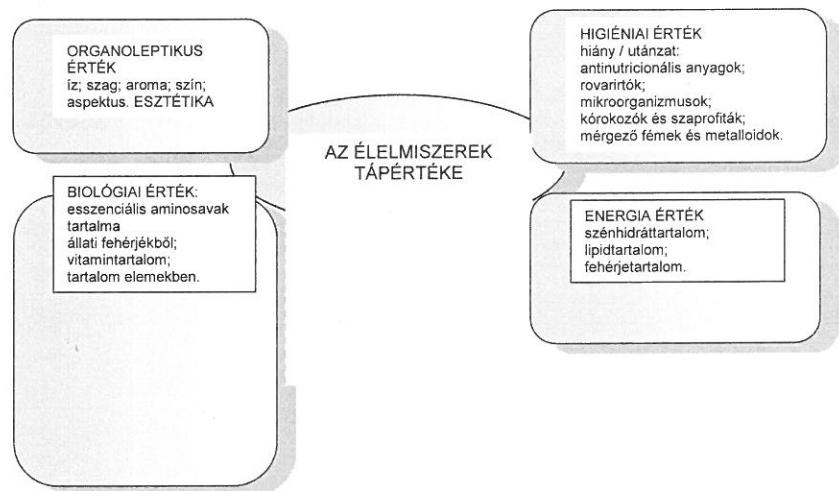 ORGANOLEPTIKUS
ÉRTÉK
íz; szag; aroma; szín;
aspektus. ESZTÉTIKA
HIGIÉNIAI ÉRTÉK
hiány / utánzat:
antinutricionális anyagok;
rovarirtók;
mikroorganizmusok;
kórokozók és szaprofiták;
mérgező fémek és metalloidok.
AZ ÉLELMISZEREK
TÁPÉRTÉKE
BIOLÓGIAI ÉRTÉK:
esszenciális aminosavak
tartalma
állati fehérjékből;
vitamintartalom;
tartalom elemekben.
ENERGIA ÉRTÉK
szénhidráttartalom;
lipidtartalom;
fehérjetartalom.